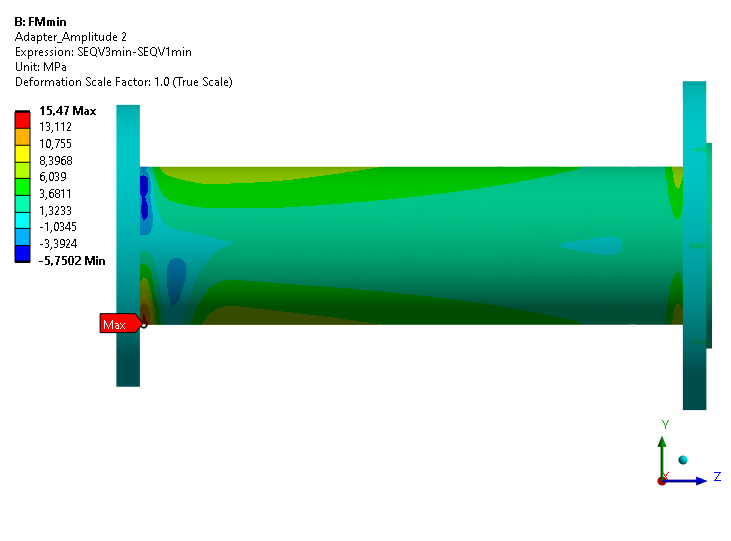 B: FMmin
Adapter_Amplitude 2
Expression: SEQV3min-SEQV1min
Unit: MPa
Deformation Scale Factor: 1.0 (True Scale)
15,47 Max
13,112
10,755
8,3968
6,039
3,6811
1,3233
-1,0345
-3,3924
-5,7502 Min
Max
Y
X
Z